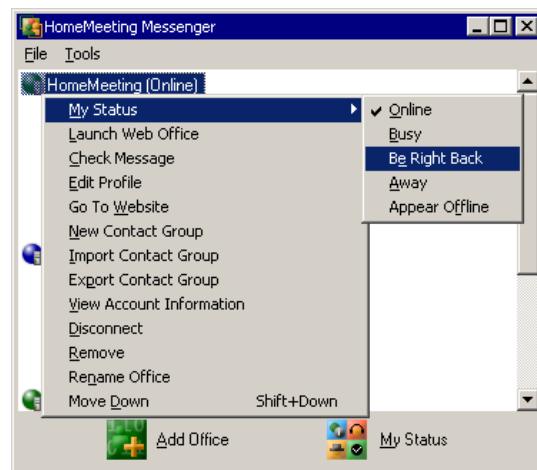 HomeMeeting Messenger
File Tools
HomeMeeting (Online)
My Status
Launch Web Office
Check Message
Edit Profile
Go To Website
New Contact Group
Import Contact Group
Export Contact Group
View Account Information
Disconnect
Remove
Rename Office
Move Down Shift+Down
Online
Busy
Be Right Back
Away
Appear Offline
Add Office
My Status